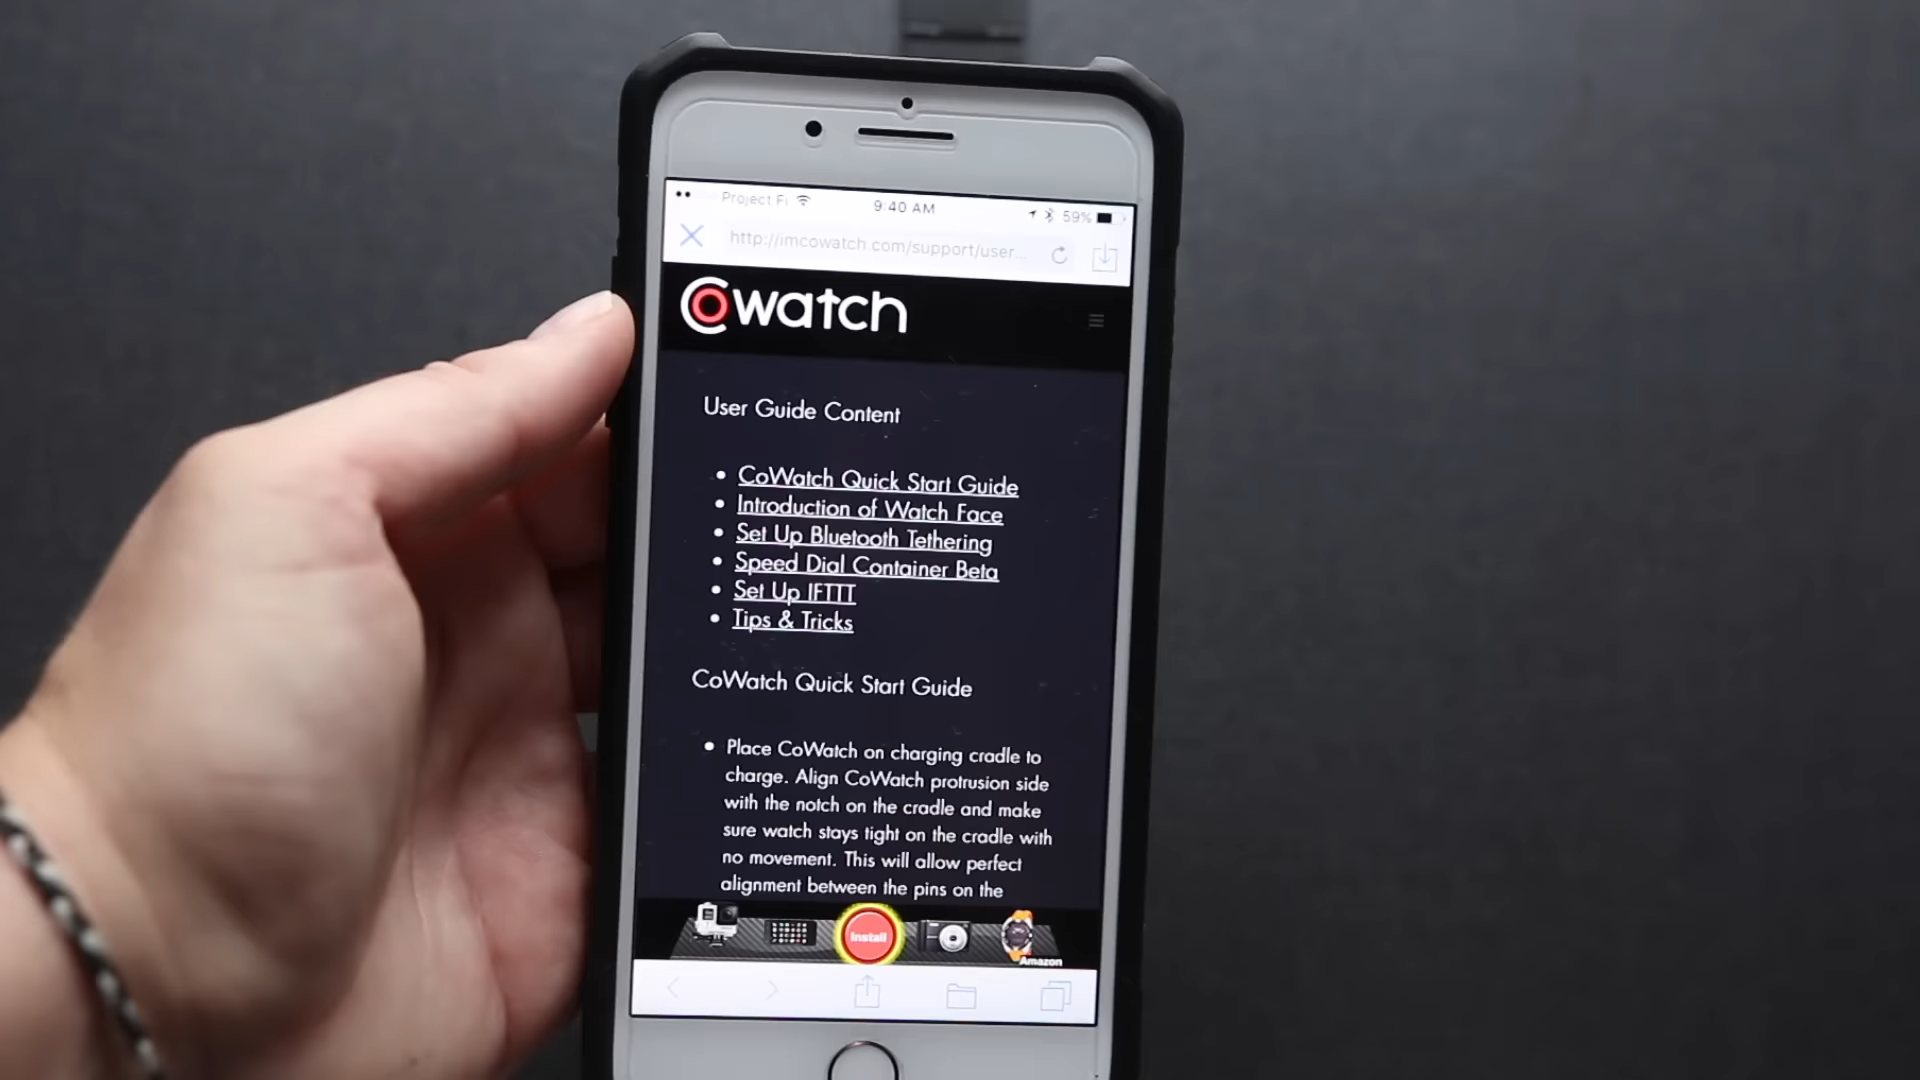 Project Fi 9:40 AM 59%
http://imcowatch.com/support/user...
Cowatch
User Guide Content
• CoWatch Quick Start Guide
• Introduction of Watch Face
• Set Up Bluetooth Tethering
• Speed Dial Container Beta
• Set Up IFTTT
• Tips & Tricks
CoWatch Quick Start Guide
• Place CoWatch on charging cradle to
charge. Align CoWatch protrusion side
with the notch on the cradle and make
sure watch stays tight on the cradle with
no movement. This will allow perfect
alignment between the pins on the
Install
Amazon